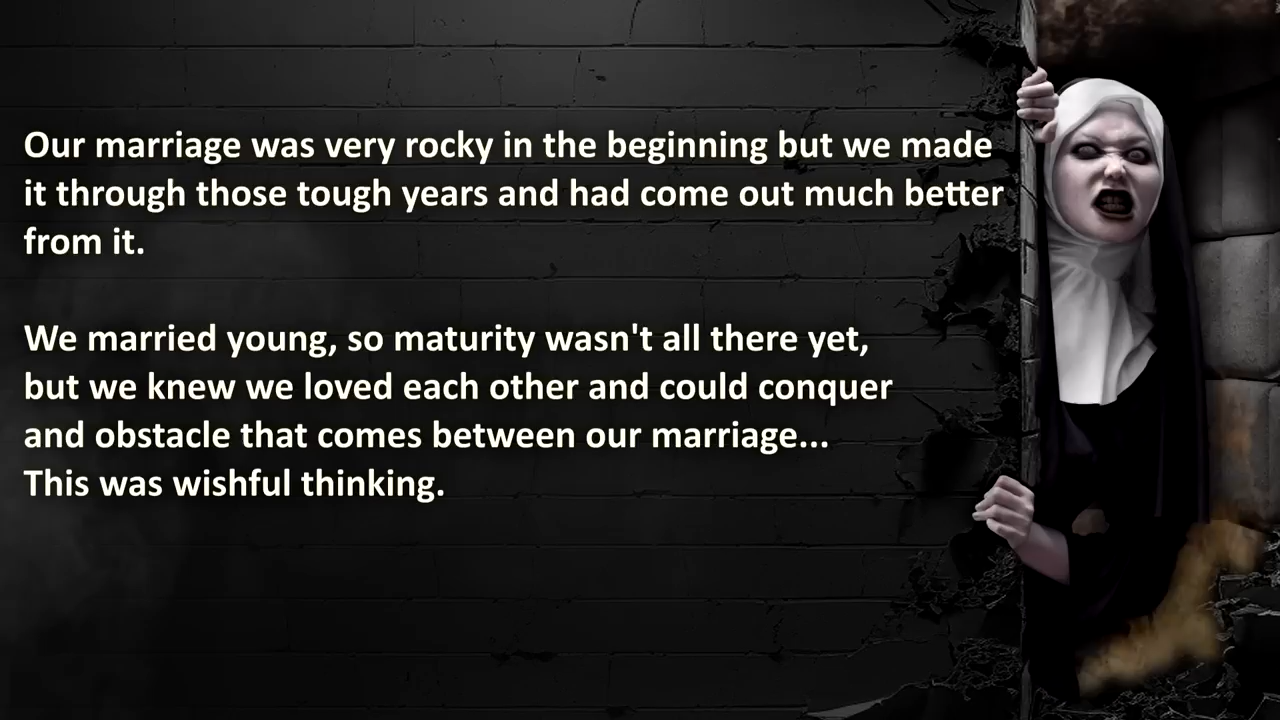 Our marriage was very rocky in the beginning but we made
it through those tough years and had come out much better
from it.
We married young, so maturity wasn't all there yet,
but we knew we loved each other and could conquer
and obstacle that comes between our marriage...
This was wishful thinking.